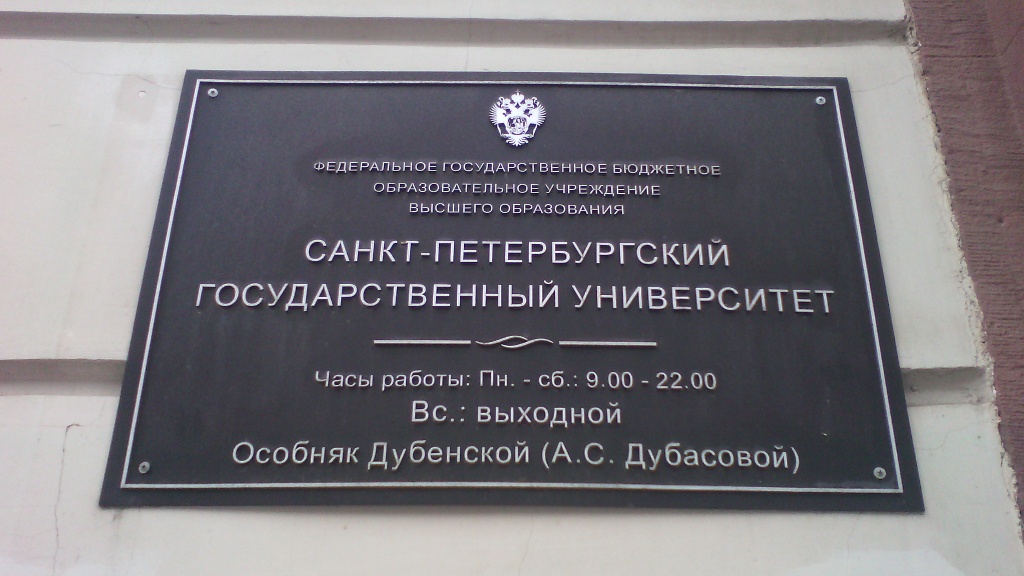 ФЕДЕРАЛЬНОЕ ГОСУДАРСТВЕННОЕ БЮДЖЕТНОЕ
ОБРАЗОВАТЕЛЬНОЕ УЧРЕЖДЕНИЕ
ВЫСШЕГО ОБРАЗОВАНИЯ
САНКТ-ПЕТЕРБУРГСКИЙ
ГОСУДАРСТВЕННЫЙ УНИВЕРСИТЕТ
Часы работы: Пн. - сб.: 9.00 - 22.00
Вс.: выходной
Особняк Дубенской (А.С. Дубасовой)